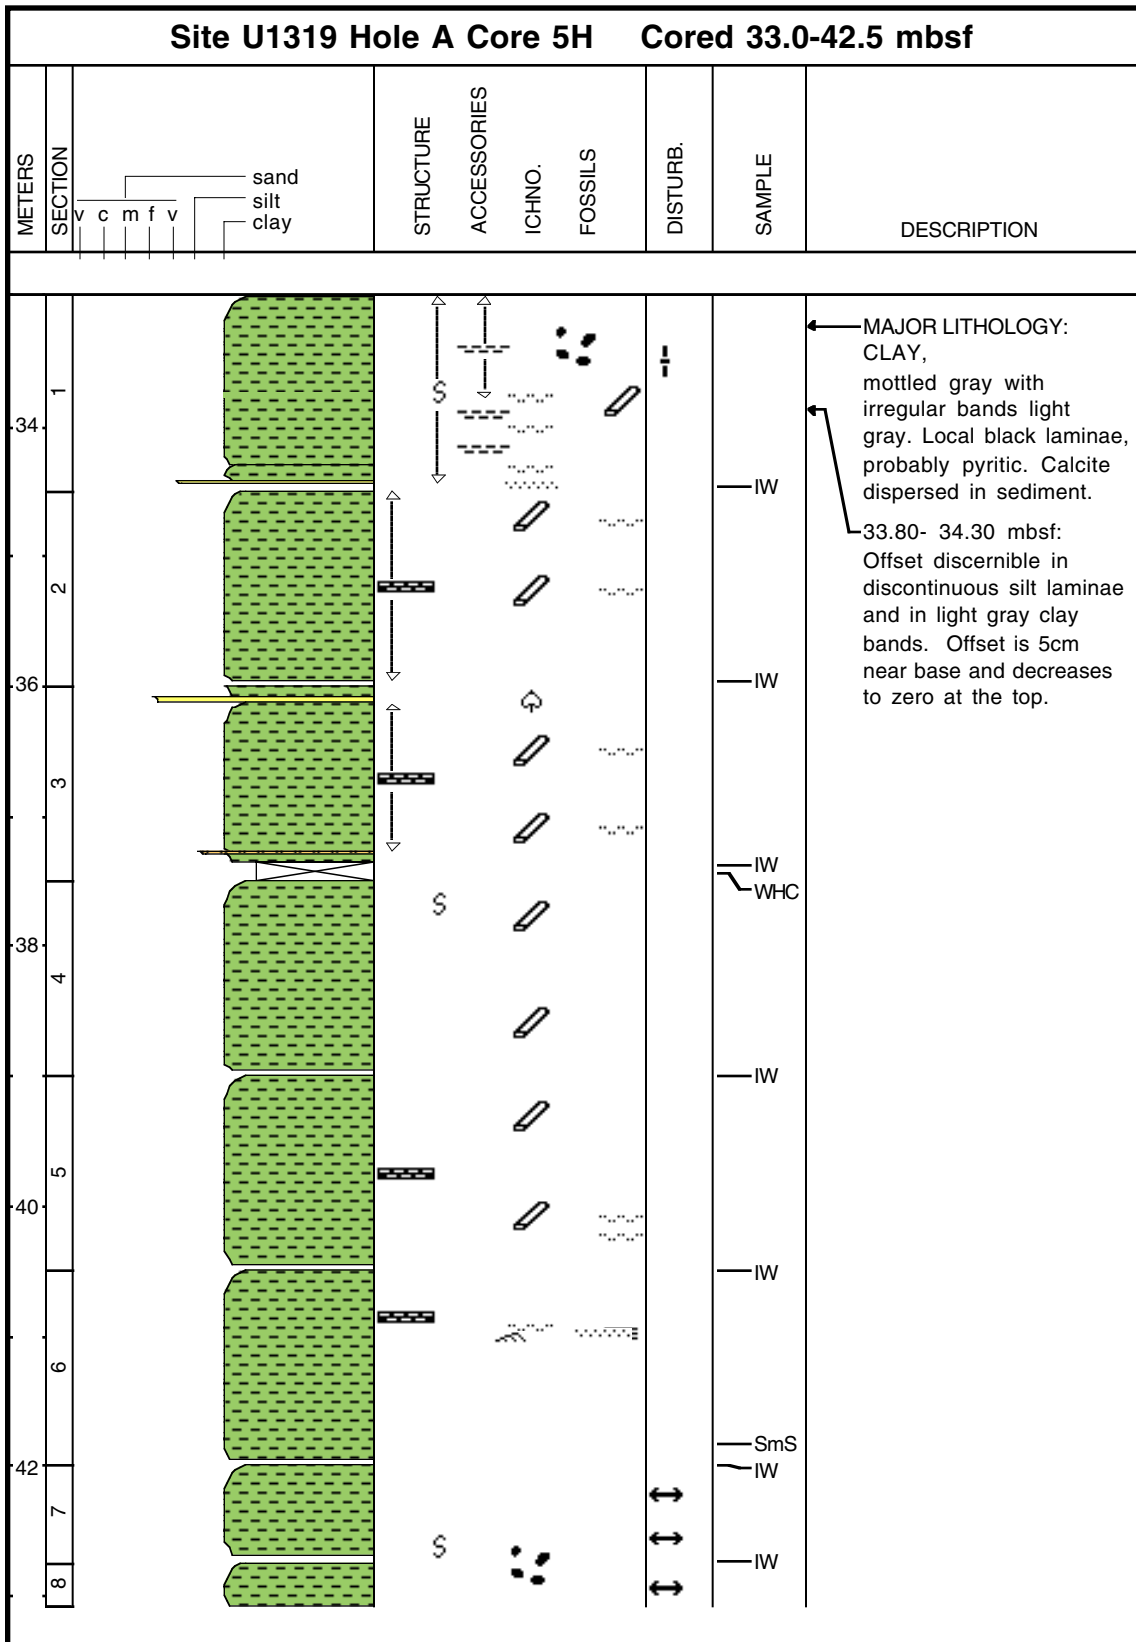 Site U1319 Hole A Core 5H Cored 33.0-42.5 mbsf
METERS
SECTION
v c m f v
sand
silt
clay
STRUCTURE
ACCESSORIES
ICHNO.
FOSSILS
DISTURB.
SAMPLE
DESCRIPTION
MAJOR LITHOLOGY:
CLAY,
mottled gray with
irregular bands light
gray. Local black laminae,
probably pyritic. Calcite
dispersed in sediment.
33.80- 34.30 mbsf:
Offset discernible in
discontinuous silt laminae
and in light gray clay
bands. Offset is 5cm
near base and decreases
to zero at the top.
1
S
34
IW
2
36
IW
3
IW
WHC
S
38
4
IW
5
40
IW
6
SmS
42
IW
7
S
IW
8